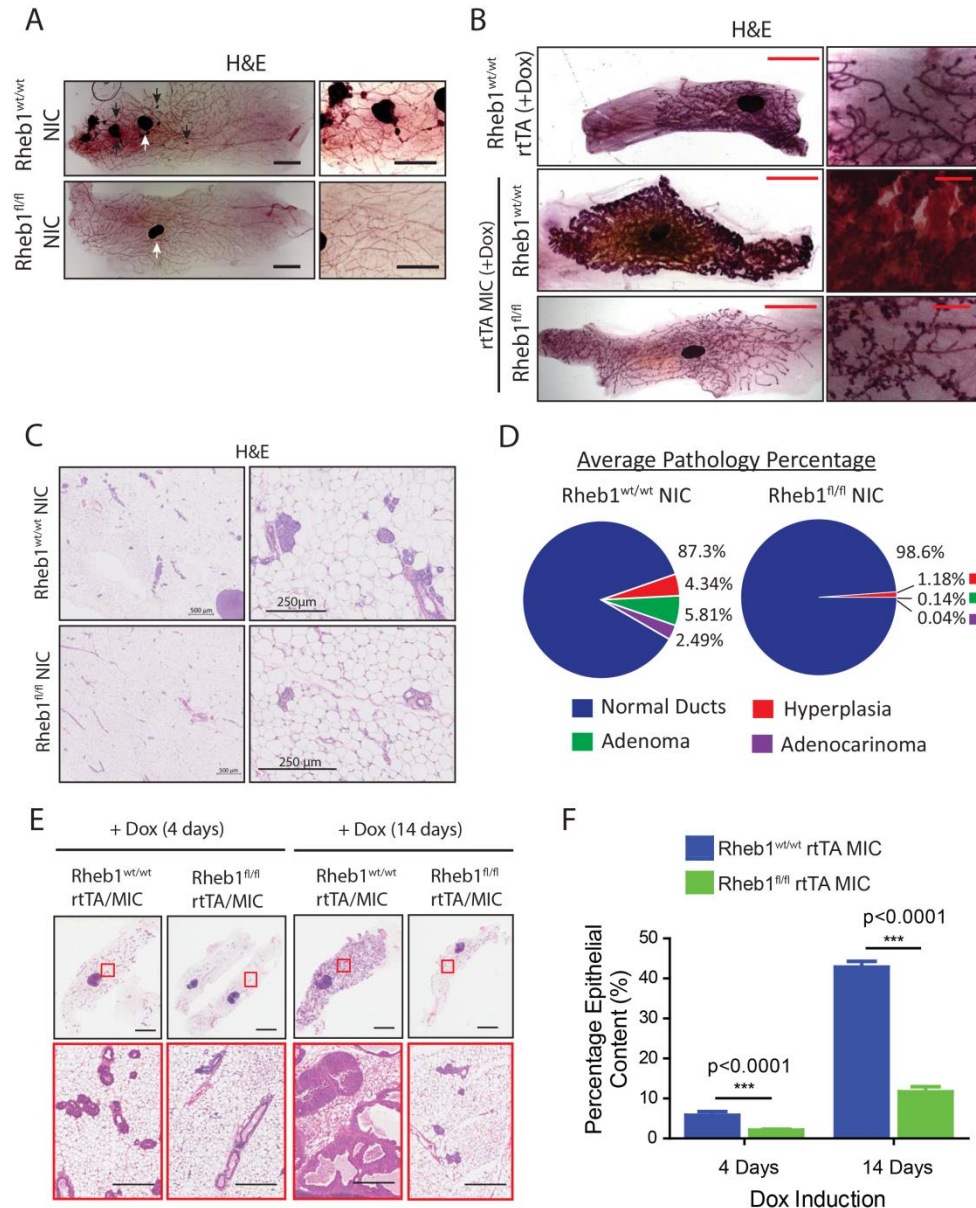 A
H&E
Rheb1wt/wt
NIC
Rheb1fl/fl
NIC
B
H&E
Rheb1wt/wt
rtTA (+Dox)
rtTA MIC (+Dox)
Rheb1wt/wt
Rheb1fl/fl
C
H&E
Rheb1wt/wt NIC
500 µm
250µm
Rheb1fl/fl NIC
500 µm
250 µm
D
Average Pathology Percentage
Rheb1wt/wt NIC
Rheb1fl/fl NIC
87.3%
4.34%
5.81%
2.49%
98.6%
1.18%
0.14%
0.04%
Normal Ducts
Hyperplasia
Adenoma
Adenocarinoma
E
+ Dox (4 days)
+ Dox (14 days)
Rheb1wt/wt
rtTA/MIC
Rheb1fl/fl
rtTA/MIC
Rheb1wt/wt
rtTA/MIC
Rheb1fl/fl
rtTA/MIC
F
Rheb1wt/wt rtTA MIC
Rheb1fl/fl rtTA MIC
Percentage Epithelial
Content (%)
50
40
30
20
10
0
p<0.0001
***
p<0.0001
***
4 Days
14 Days
Dox Induction